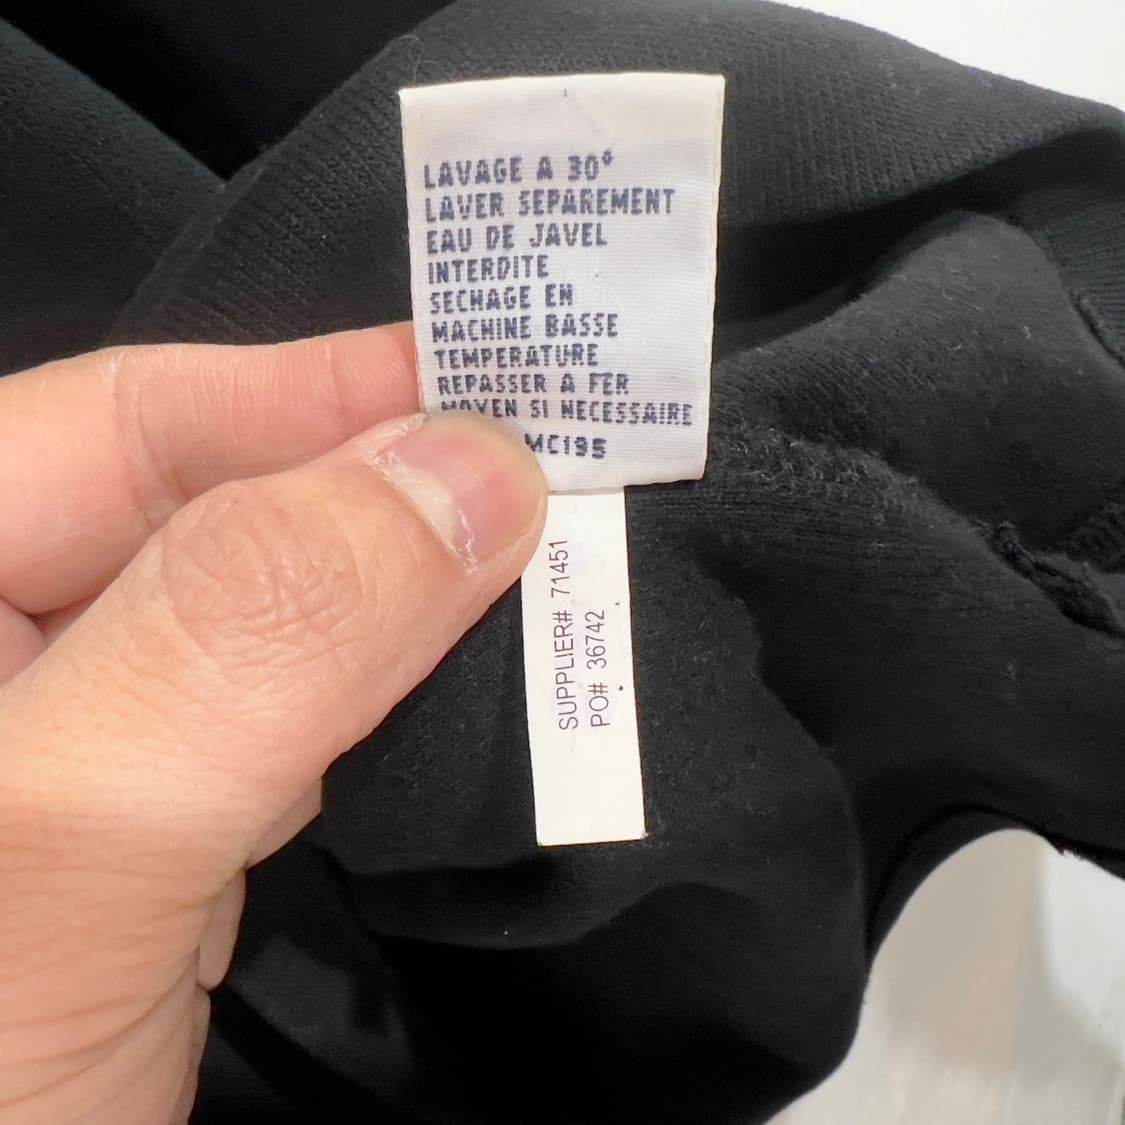 LAVAGE A 30°
LAVER SEPAREMENT
EAU DE JAVEL
INTERDITE
SECHAGE EN
MACHINE BASSE
TEMPERATURE
REPASSER A FER
MOYEN SI NECESSAIRE
MC195
SUPPLIER# 71451
PO# 36742